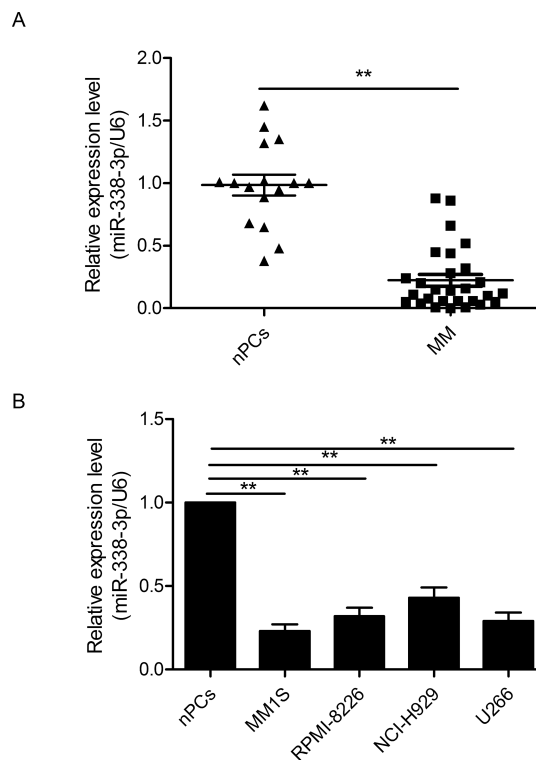 A
Relative expression level
(miR-338-3p/U6)
2.0
1.5
1.0
0.5
0.0
**
nPCs
MM
B
Relative expression level
(miR-338-3p/U6)
1.5
1.0
0.5
0.0
**
**
**
**
nPCs
MM1S
RPMI-8226
NCI-H929
U266